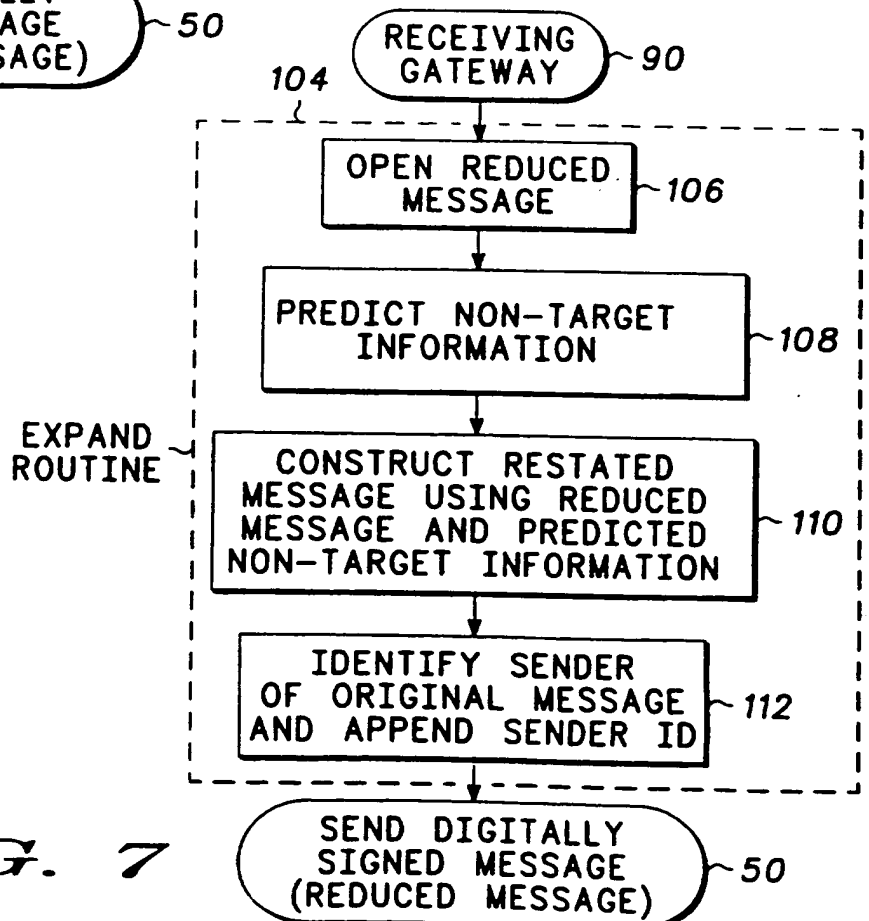 AGE
SAGE)
50
RECEIVING
GATEWAY
90
104
OPEN REDUCED
MESSAGE
106
PREDICT NON-TARGET
INFORMATION
108
EXPAND
ROUTINE
CONSTRUCT RESTATED
MESSAGE USING REDUCED
MESSAGE AND PREDICTED
NON-TARGET INFORMATION
110
IDENTIFY SENDER
OF ORIGINAL MESSAGE
AND APPEND SENDER ID
112
G. 7
SEND DIGITALLY
SIGNED MESSAGE
(REDUCED MESSAGE)
50